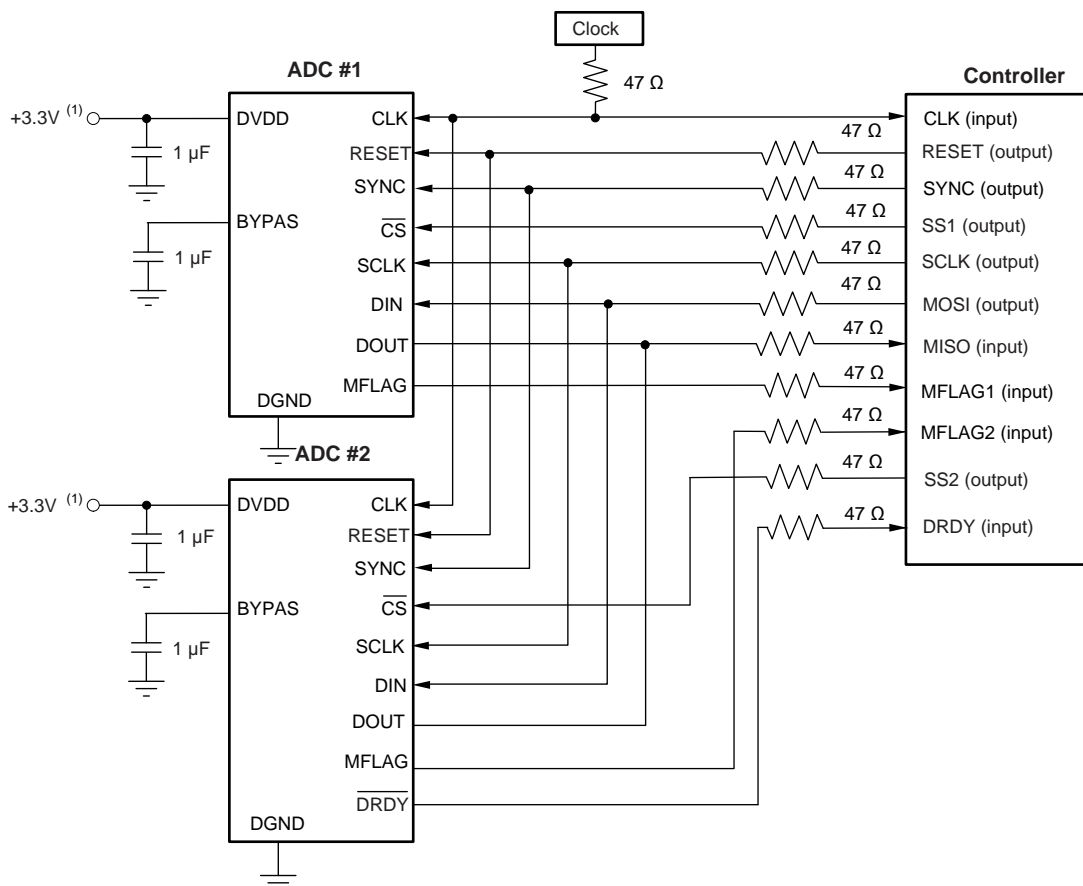 Clock
47 Ω
ADC #1
Controller
+3.3V (1)
DVDD
1 µF
BYPAS
1 µF
CLK
RESET
SYNC
CS
SCLK
DIN
DOUT
MFLAG
DGND
47 Ω
47 Ω
47 Ω
47 Ω
47 Ω
47 Ω
47 Ω
47 Ω
47 Ω
47 Ω
CLK (input)
RESET (output)
SYNC (output)
SS1 (output)
SCLK (output)
MOSI (output)
MISO (input)
MFLAG1 (input)
MFLAG2 (input)
SS2 (output)
DRDY (input)
ADC #2
+3.3V (1)
DVDD
1 µF
BYPAS
1 µF
CLK
RESET
SYNC
CS
SCLK
DIN
DOUT
MFLAG
DRDY
DGND